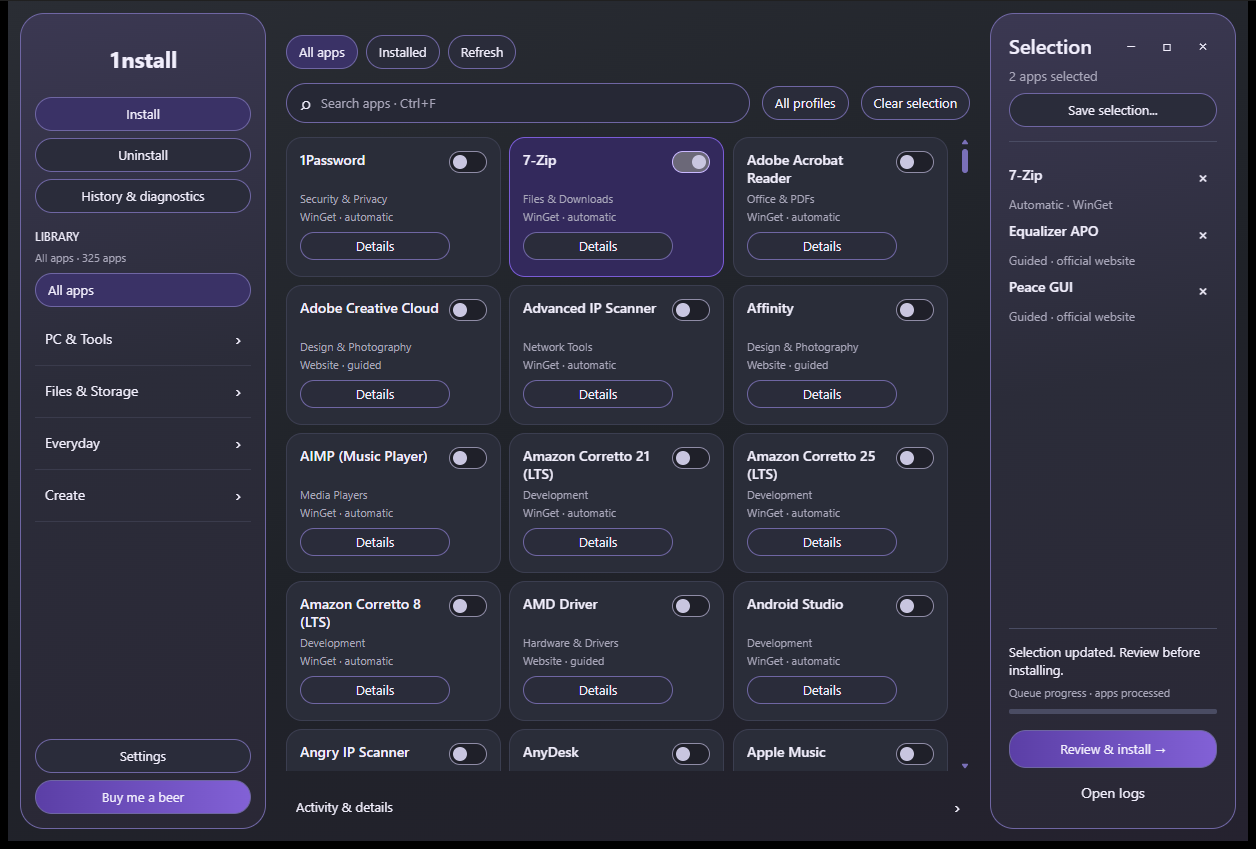 1nstall
Install
Uninstall
History & diagnostics
LIBRARY
All apps · 325 apps
All apps
PC & Tools
Files & Storage
Everyday
Create
Settings
Buy me a beer
All apps
Installed
Refresh
Search apps · Ctrl+F
All profiles
Clear selection
1Password
Security & Privacy
WinGet · automatic
Details
7-Zip
Files & Downloads
WinGet · automatic
Details
Adobe Acrobat
Reader
Office & PDFs
WinGet · automatic
Details
Adobe Creative Cloud
Design & Photography
Website · guided
Details
Advanced IP Scanner
Network Tools
WinGet · automatic
Details
Affinity
Design & Photography
Website · guided
Details
AIMP (Music Player)
Media Players
WinGet · automatic
Details
Amazon Corretto 21
(LTS)
Development
WinGet · automatic
Details
Amazon Corretto 25
(LTS)
Development
WinGet · automatic
Details
Amazon Corretto 8
(LTS)
Development
WinGet · automatic
Details
AMD Driver
Hardware & Drivers
Website · guided
Details
Android Studio
Development
WinGet · automatic
Details
Angry IP Scanner
AnyDesk
Apple Music
Activity & details
Selection
2 apps selected
Save selection...
7-Zip
Automatic · WinGet
Equalizer APO
Guided · official website
Peace GUI
Guided · official website
Selection updated. Review before
installing.
Queue progress · apps processed
Review & install →
Open logs